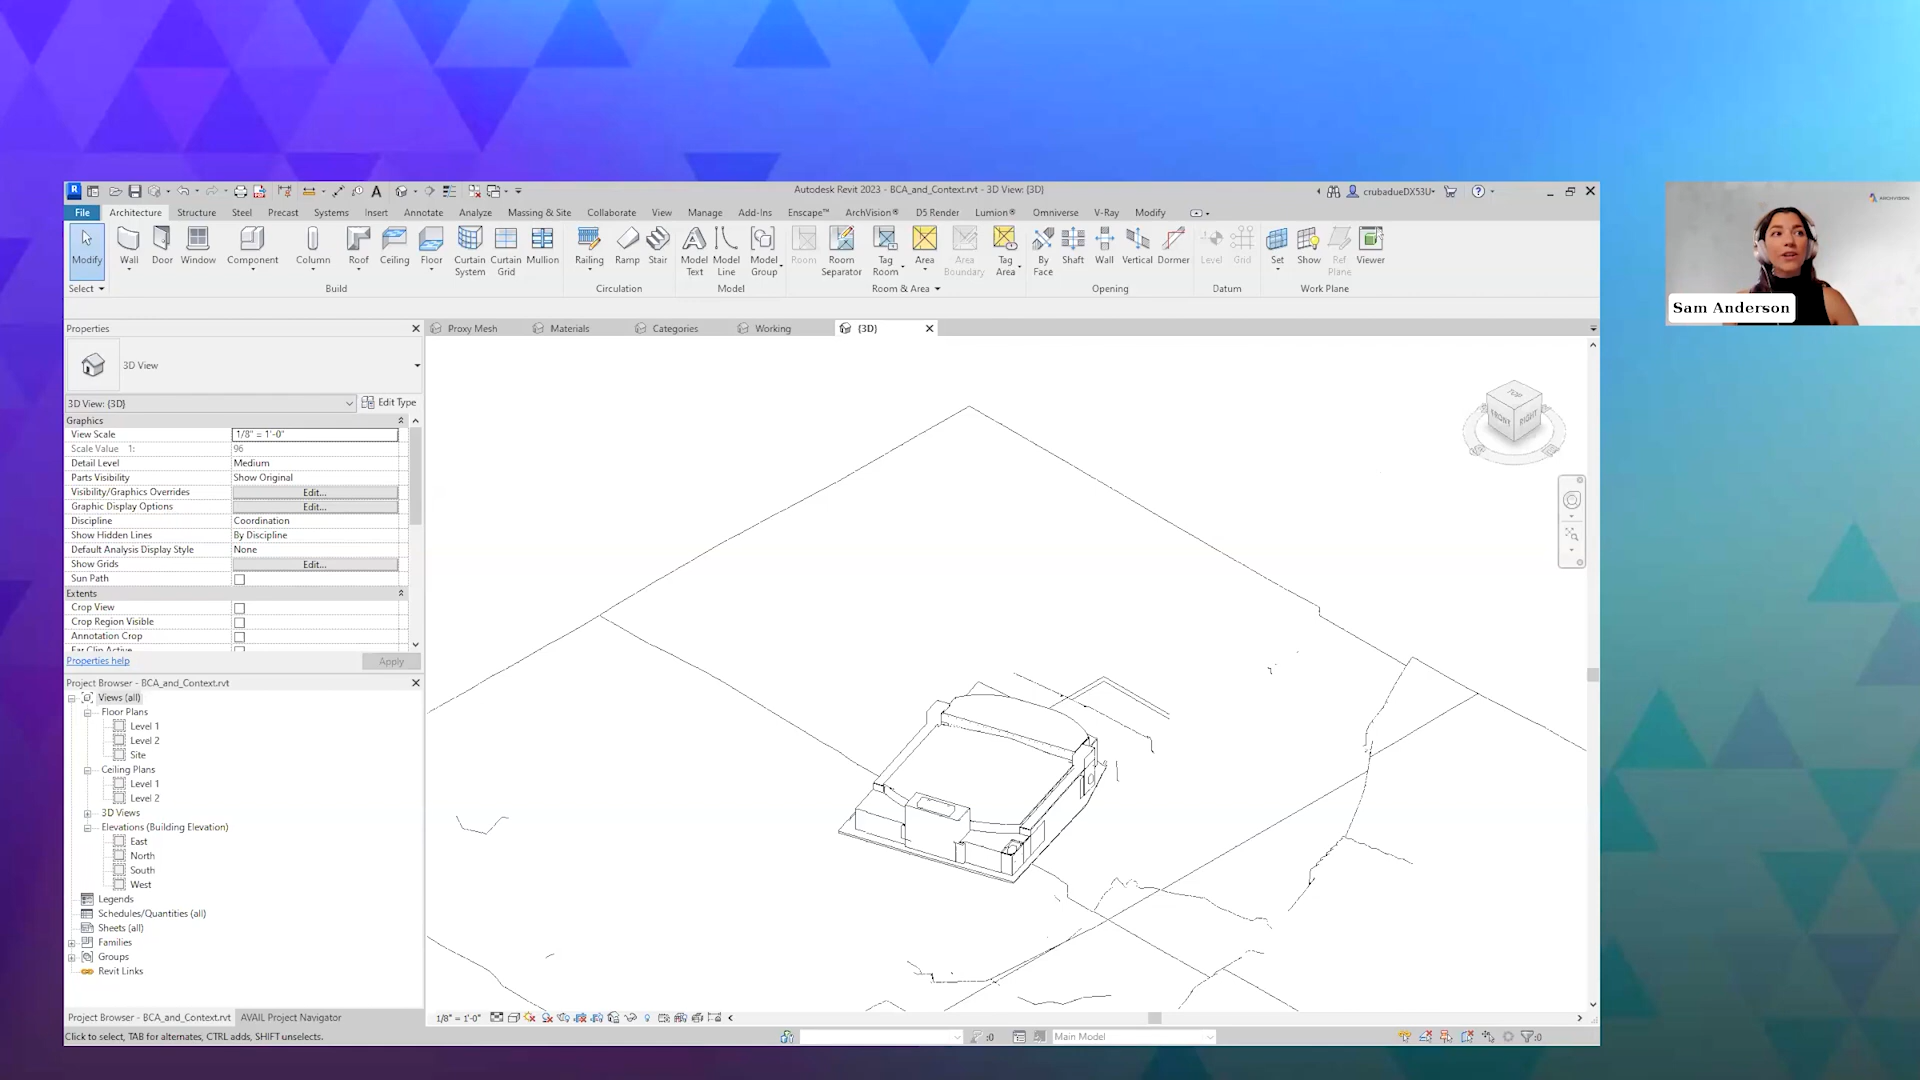 Autodesk Revit 2023 - BCA_and_Context.rvt - 3D View: {3D}
crubadueDX53U
File Architecture Structure Steel Precast Systems Insert Annotate Analyze Massing & Site Collaborate View Manage Add-Ins Enscape™ ArchVision® D5 Render Lumion® Omniverse V-Ray Modify
Modify Wall Door Window Component Column Roof Ceiling Floor Curtain System Curtain Grid Mullion Railing Ramp Stair Model Text Model Line Model Group Room Room Separator Tag Room Area Area Boundary Tag Area By Face Shaft Wall Vertical Dormer Level Grid Set Show Ref Plane Viewer
Select Build Circulation Model Room & Area Opening Datum Work Plane
Properties
Proxy Mesh Materials Categories Working {3D}
3D View
3D View: {3D} Edit Type
Graphics
View Scale 1/8" = 1'-0"
Scale Value 1: 96
Detail Level Medium
Parts Visibility Show Original
Visibility/Graphics Overrides Edit...
Graphic Display Options Edit...
Discipline Coordination
Show Hidden Lines By Discipline
Default Analysis Display Style None
Show Grids Edit...
Sun Path
Extents
Crop View
Crop Region Visible
Annotation Crop
Far Clip Active
Properties help Apply
Project Browser - BCA_and_Context.rvt
Views (all)
Floor Plans
Level 1
Level 2
Site
Ceiling Plans
Level 1
Level 2
3D Views
Elevations (Building Elevation)
East
North
South
West
Legends
Schedules/Quantities (all)
Sheets (all)
Families
Groups
Revit Links
Project Browser - BCA_and_Context.rvt AVAIL Project Navigator
1/8" = 1'-0"
Click to select, TAB for alternates, CTRL adds, SHIFT unselects.
:0
Main Model
:0
TOP
FRONT RIGHT
ARCHVISION
Sam Anderson